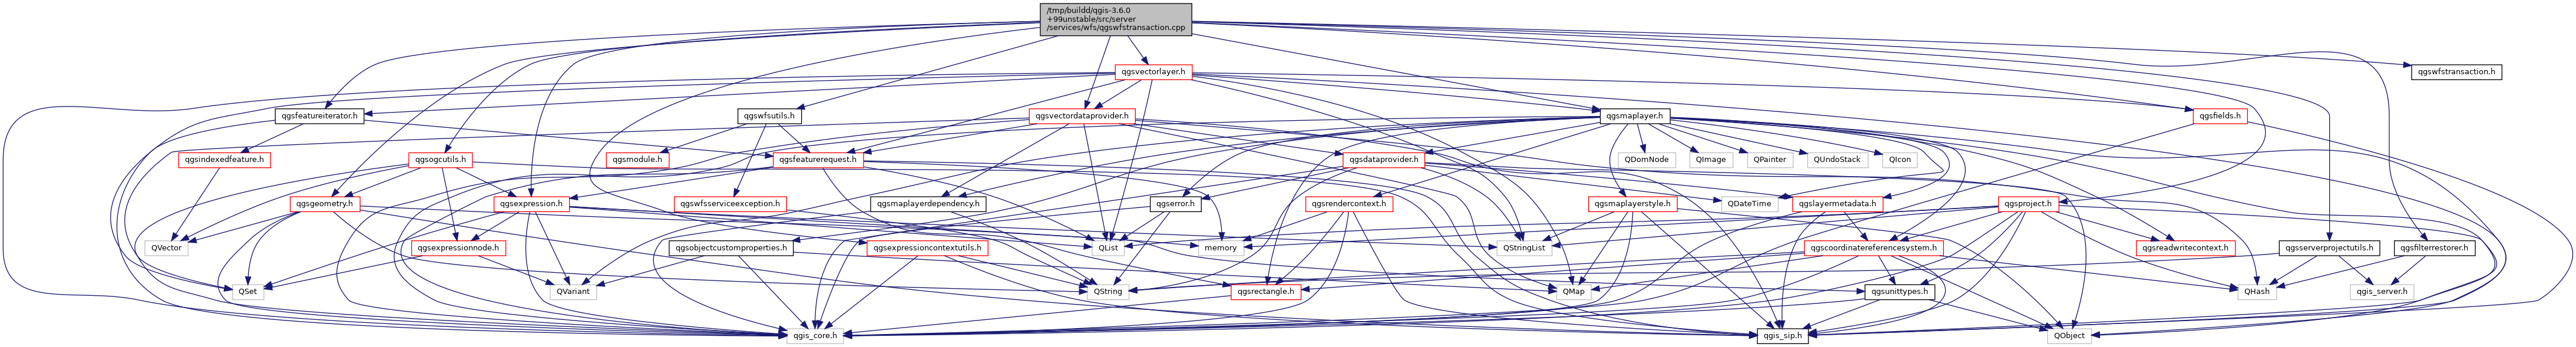 /tmp/buildd/qgis-3.6.0
+99unstable/src/server
/services/wfs/qgswfstransaction.cpp
qgsvectorlayer.h
qgswfstransaction.h
qgsfeatureiterator.h
qgswfsutils.h
qgsvectordataprovider.h
qgsmaplayer.h
qgsfields.h
qgsindexedfeature.h
qgsogcutils.h
qgsmodule.h
qgsfeaturerequest.h
qgsdataprovider.h
QDomNode
QImage
QPainter
QUndoStack
QIcon
qgsgeometry.h
qgsexpression.h
qgswfsserviceexception.h
qgsmaplayerdependency.h
qgserror.h
qgsrendercontext.h
qgsmaplayerstyle.h
QDateTime
qgslayermetadata.h
qgsproject.h
QVector
qgsexpressionnode.h
qgsobjectcustomproperties.h
qgsexpressioncontextutils.h
QList
memory
QStringList
qgscoordinatereferencesystem.h
qgsreadwritecontext.h
qgsserverprojectutils.h
qgsfilterrestorer.h
QSet
QVariant
QString
qgsrectangle.h
QMap
qgsunittypes.h
QHash
qgis_server.h
qgis_core.h
qgis_sip.h
QObject